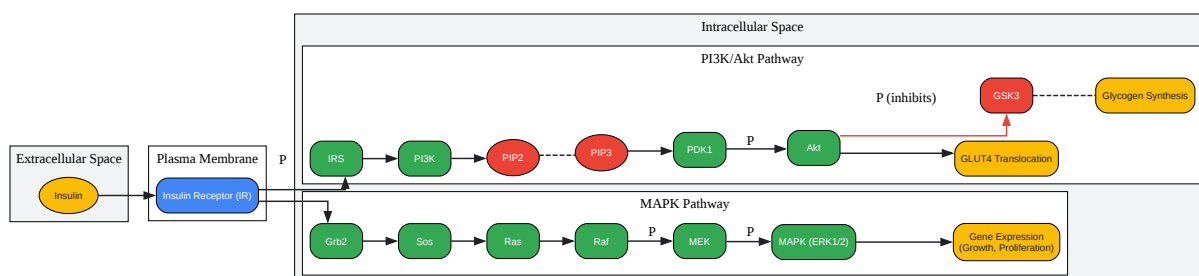 Intracellular Space
PI3K/Akt Pathway
P (inhibits)
GSK3
Glycogen Synthesis
Extracellular Space
Plasma Membrane
P
IRS
PI3K
PIP2
PIP3
PDK1
P
Akt
GLUT4 Translocation
Insulin
Insulin Receptor (IR)
MAPK Pathway
Grb2
Sos
Ras
Raf
P
MEK
P
MAPK (ERK1/2)
Gene Expression
(Growth, Proliferation)